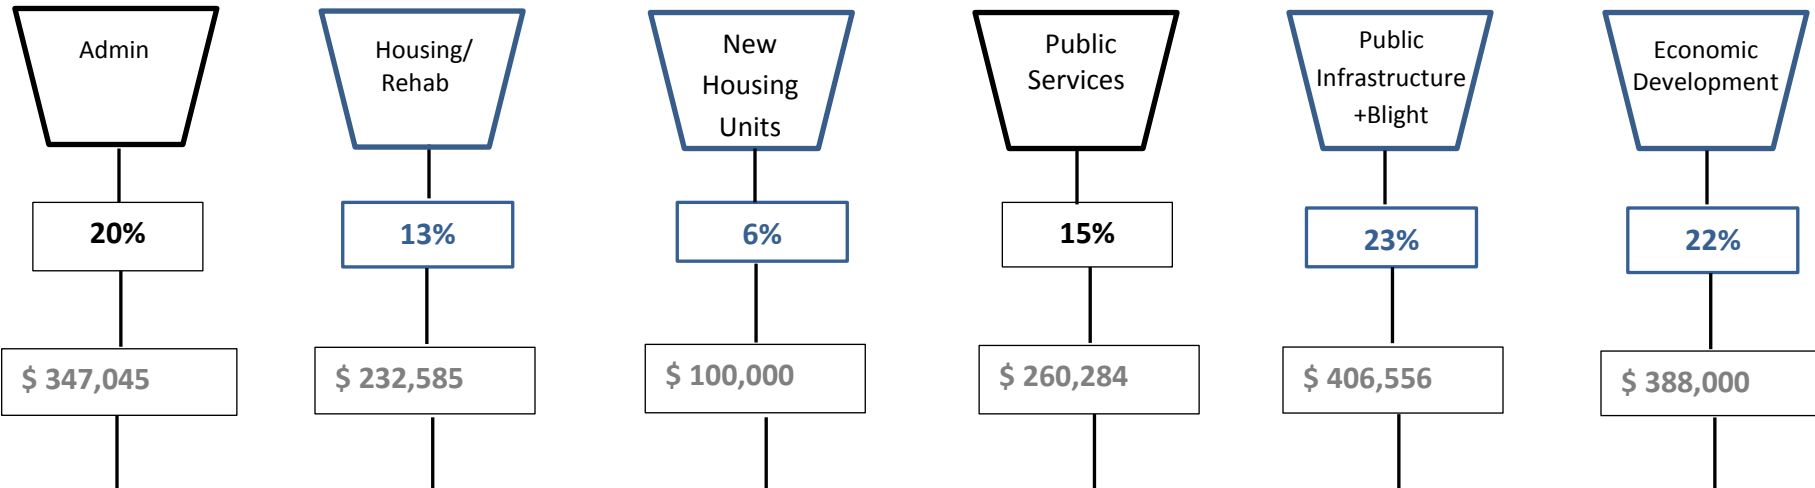 Admin
Housing/
Rehab
New
Housing
Units
Public
Services
Public
Infrastructure
+Blight
Economic
Development
20%
13%
6%
15%
23%
22%
$ 347,045
$ 232,585
$ 100,000
$ 260,284
$ 406,556
$ 388,000